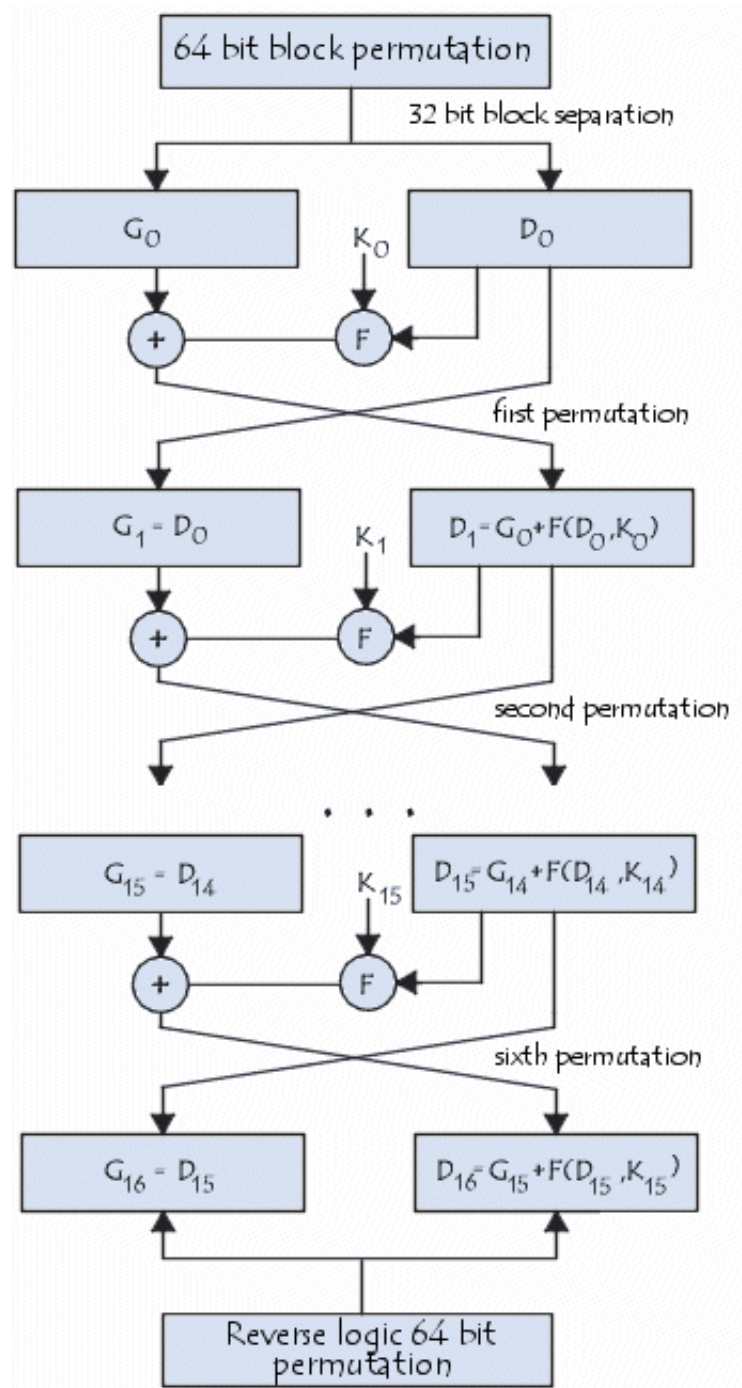 64 bit block permutation
32 bit block separation
G0
K0
D0
+
F
first permutation
G1 = D0
K1
D1 = G0 + F(D0,K0)
+
F
second permutation
. . .
G15 = D14
K15
D15 = G14 + F(D14,K14)
+
F
sixth permutation
G16 = D15
D16 = G15 + F(D15,K15)
Reverse logic 64 bit
permutation